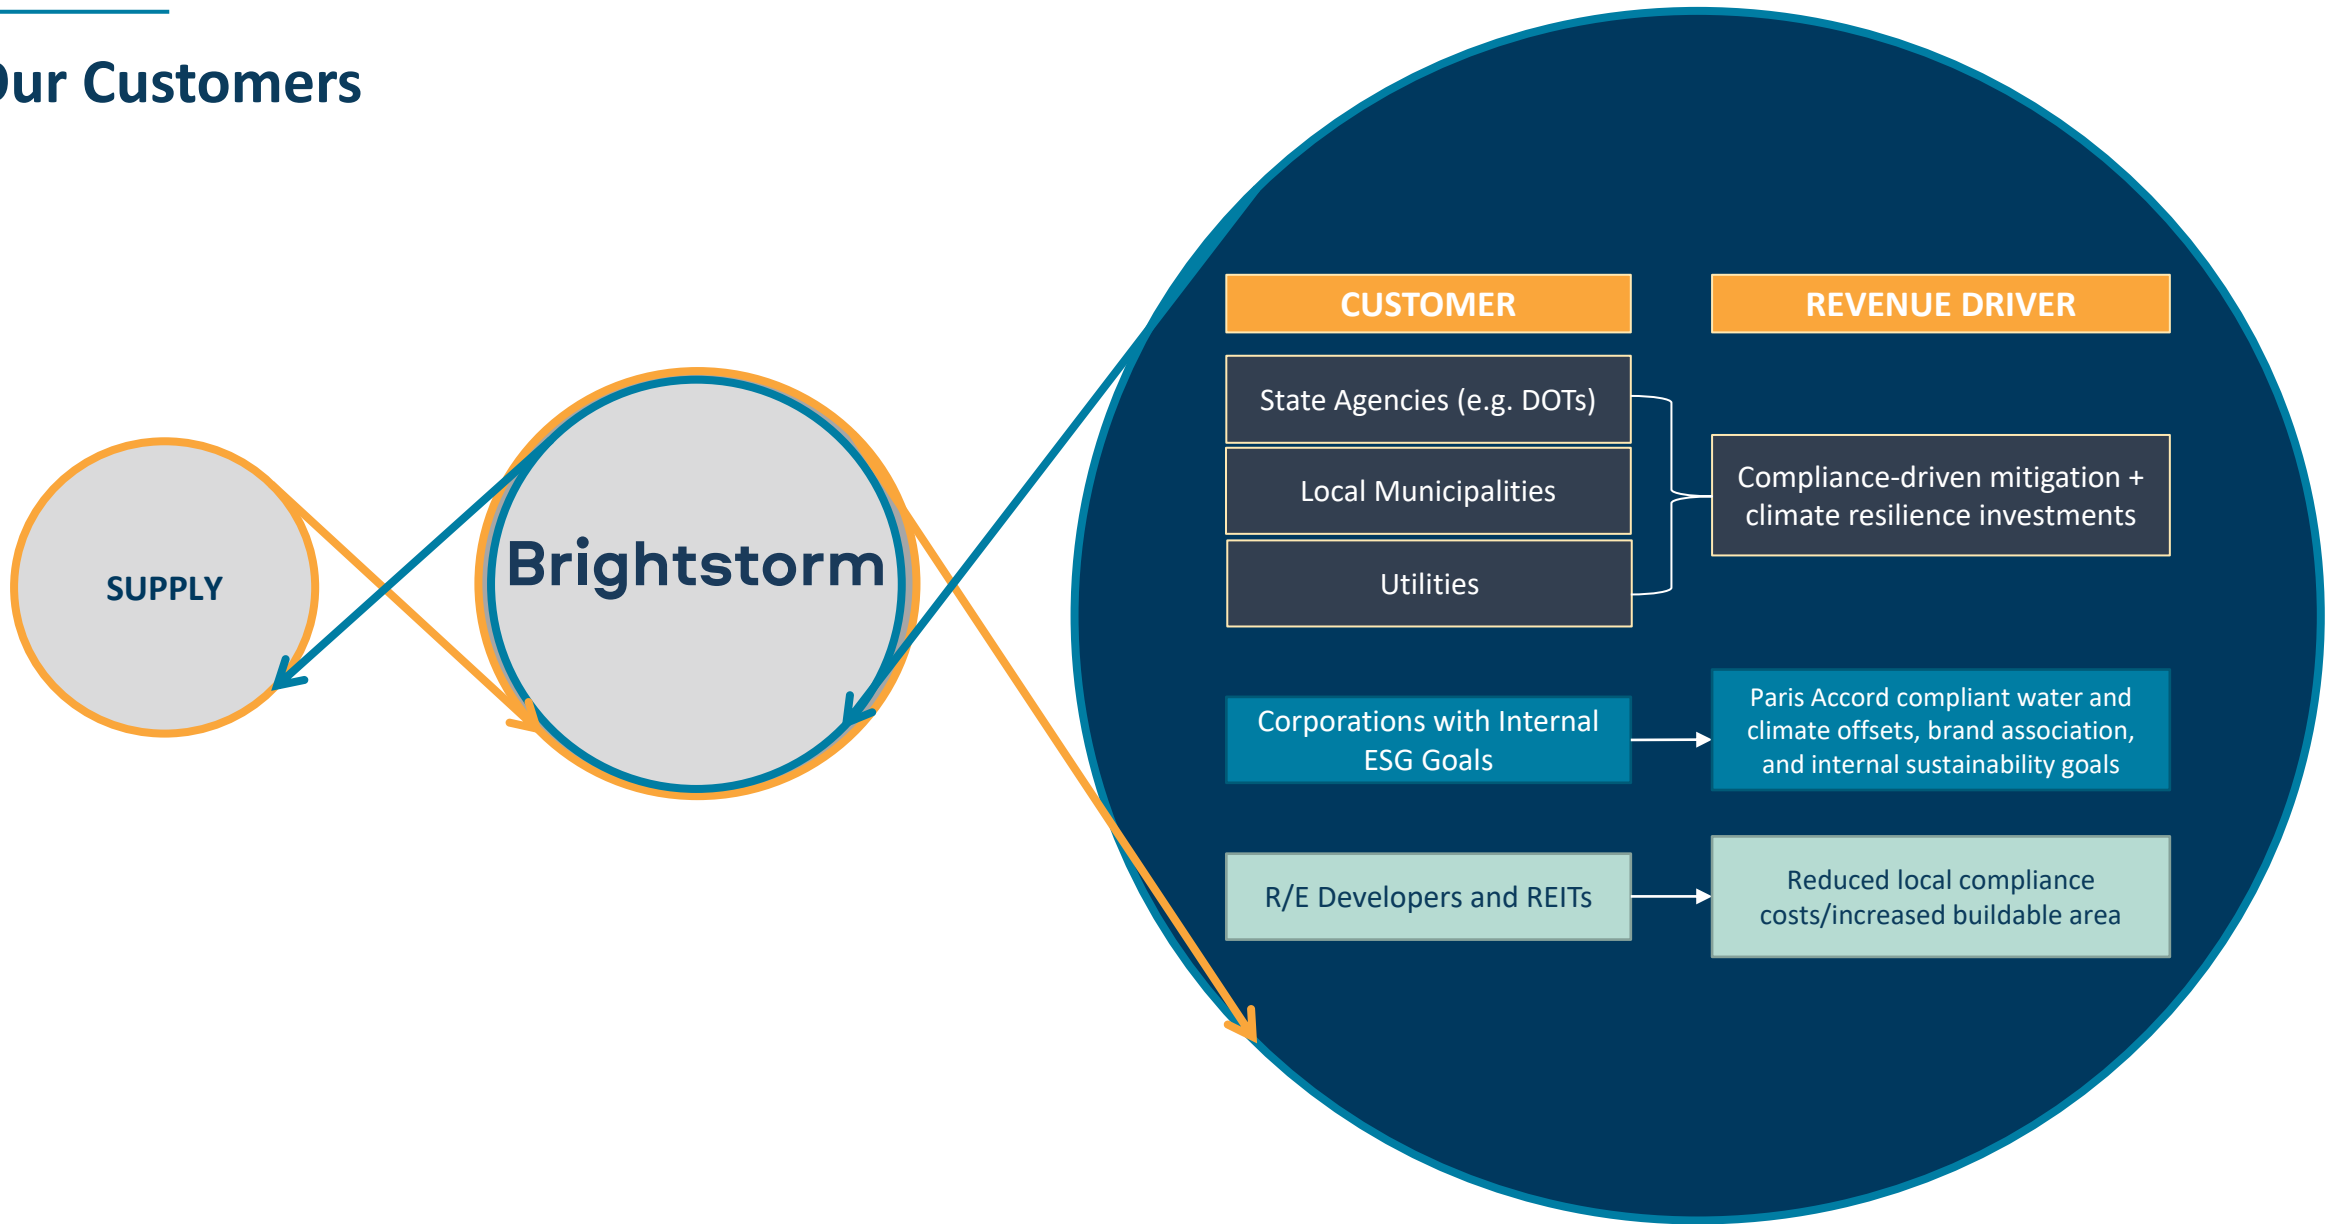 Our Customers
SUPPLY
Brightstorm
CUSTOMER
REVENUE DRIVER
State Agencies (e.g. DOTs)
Local Municipalities
Utilities
Compliance-driven mitigation +
climate resilience investments
Corporations with Internal
ESG Goals
Paris Accord compliant water and
climate offsets, brand association,
and internal sustainability goals
R/E Developers and REITs
Reduced local compliance
costs/increased buildable area